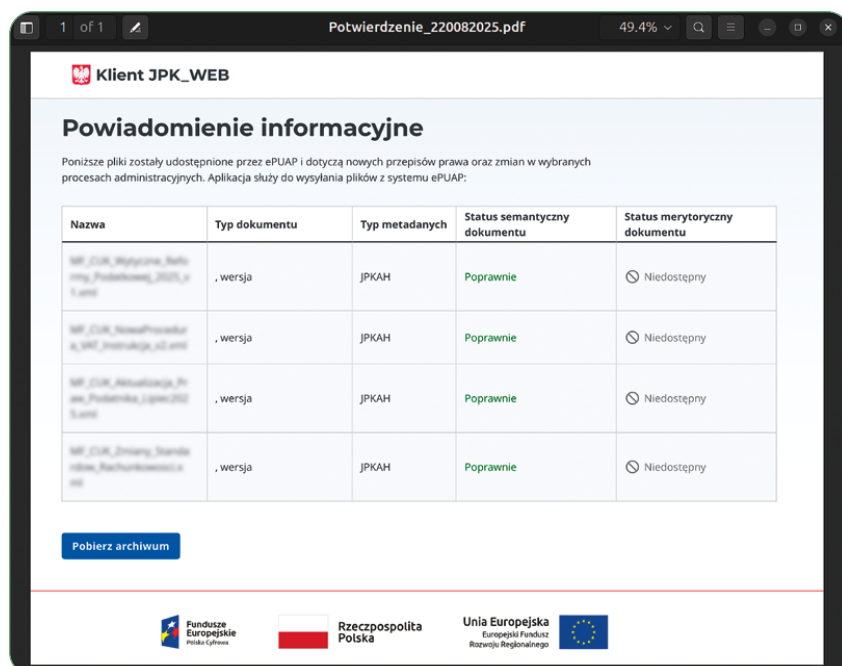 1 of 1
Potwierdzenie_220082025.pdf
49.4%
Klient JPK_WEB
Powiadomienie informacyjne
Poniższe pliki zostały udostępnione przez ePUAP i dotyczą nowych przepisów prawa oraz zmian w wybranych
procesach administracyjnych. Aplikacja służy do wysyłania plików z systemu ePUAP:
Nazwa
Typ dokumentu
Typ metadanych
Status semantyczny
dokumentu
Status merytoryczny
dokumentu
, wersja
JPKAH
Poprawnie
Niedostępny
, wersja
JPKAH
Poprawnie
Niedostępny
, wersja
JPKAH
Poprawnie
Niedostępny
, wersja
JPKAH
Poprawnie
Niedostępny
Pobierz archiwum
Fundusze
Europejskie
Polska Cyfrowa
Rzeczpospolita
Polska
Unia Europejska
Europejski Fundusz
Rozwoju Regionalnego